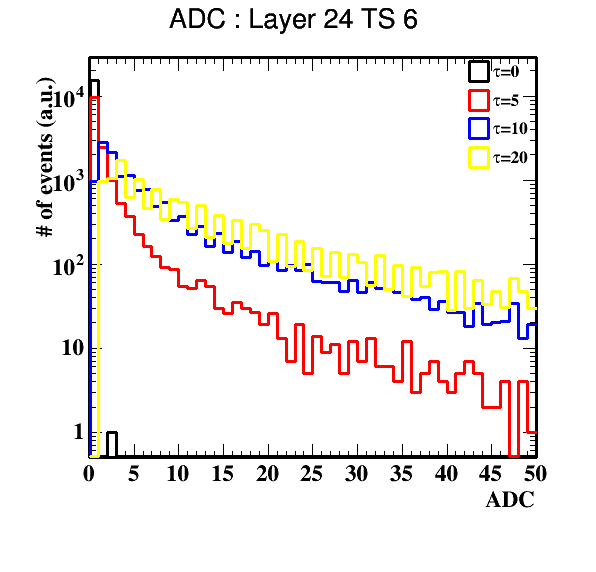 ADC : Layer 24 TS 6
# of events (a.u.)
10⁴
10³
10²
10
1
τ=0
τ=5
τ=10
τ=20
0 5 10 15 20 25 30 35 40 45 50
ADC